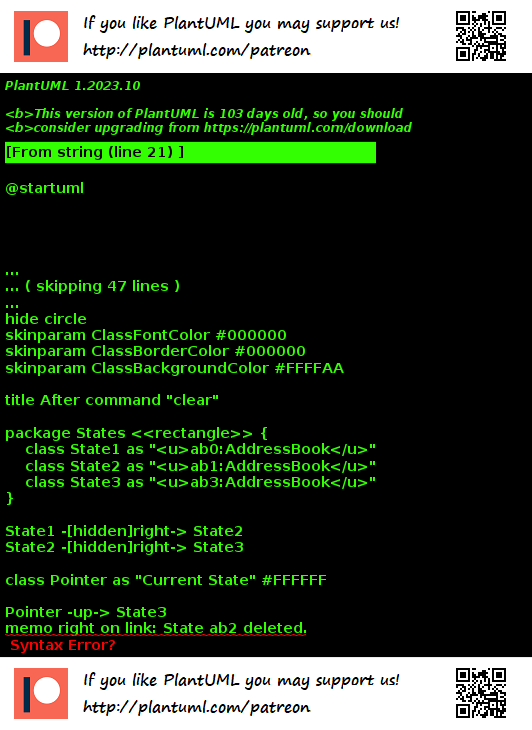 If you like PlantUML you may support us!
http://plantuml.com/patreon
PlantUML 1.2023.10
<b>This version of PlantUML is 103 days old, so you should
<b>consider upgrading from https://plantuml.com/download
[From string (line 21) ]
@startuml
...
... ( skipping 47 lines )
...
hide circle
skinparam ClassFontColor #000000
skinparam ClassBorderColor #000000
skinparam ClassBackgroundColor #FFFFAA
title After command "clear"
package States <<rectangle>> {
    class State1 as "<u>ab0:AddressBook</u>"
    class State2 as "<u>ab1:AddressBook</u>"
    class State3 as "<u>ab3:AddressBook</u>"
}
State1 -[hidden]right-> State2
State2 -[hidden]right-> State3
class Pointer as "Current State" #FFFFFF
Pointer -up-> State3
memo right on link: State ab2 deleted.
Syntax Error?
If you like PlantUML you may support us!
http://plantuml.com/patreon